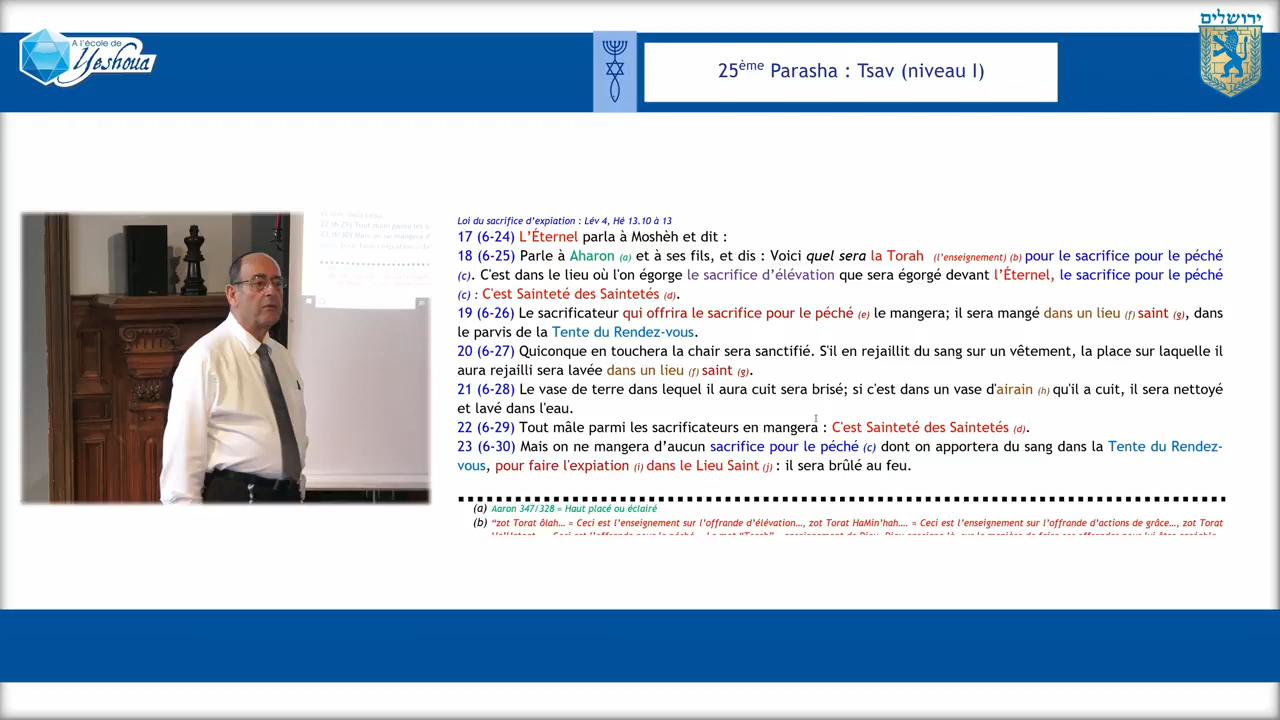 A l'école de
Yeshoua
25ème Parasha : Tsav (niveau I)
ירושלים
Loi du sacrifice d'expiation : Lév 4, Hé 13.10 à 13
17 (6-24) L'Éternel parla à Moshèh et dit :
18 (6-25) Parle à Aharon (a) et à ses fils, et dis : Voici quel sera la Torah (l'enseignement) (b) pour le sacrifice pour le péché
(c). C'est dans le lieu où l'on égorge le sacrifice d'élévation que sera égorgé devant l'Éternel, le sacrifice pour le péché
(c) : C'est Sainteté des Saintetés (d).
19 (6-26) Le sacrificateur qui offrira le sacrifice pour le péché (e) le mangera; il sera mangé dans un lieu (f) saint (g), dans
le parvis de la Tente du Rendez-vous.
20 (6-27) Quiconque en touchera la chair sera sanctifié. S'il en rejaillit du sang sur un vêtement, la place sur laquelle il
aura rejailli sera lavée dans un lieu (f) saint (g).
21 (6-28) Le vase de terre dans lequel il aura cuit sera brisé; si c'est dans un vase d'airain (h) qu'il a cuit, il sera nettoyé
et lavé dans l'eau.
22 (6-29) Tout mâle parmi les sacrificateurs en mangera : C'est Sainteté des Saintetés (d).
23 (6-30) Mais on ne mangera d'aucun sacrifice pour le péché (c) dont on apportera du sang dans la Tente du Rendez-
vous, pour faire l'expiation (i) dans le Lieu Saint (j) : il sera brûlé au feu.
(a) Aaron 347/328 = Haut placé ou éclairé
(b) "zot Torat ôlah… = Ceci est l'enseignement sur l'offrande d'élévation…, zot Torat HaMin'hah…. = Ceci est l'enseignement sur l'offrande d'actions de grâce…, zot Torat